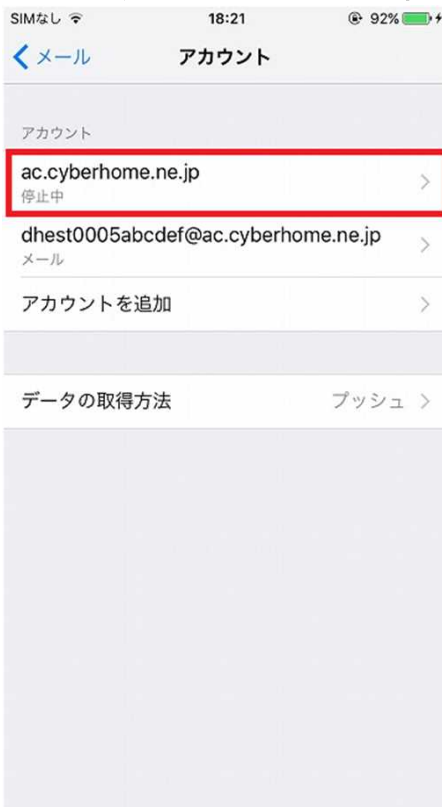 SIMなし 18:21 92%
メール アカウント
アカウント
ac.cyberhome.ne.jp
停止中
dhest0005abcdef@ac.cyberhome.ne.jp
メール
アカウントを追加
データの取得方法 プッシュ